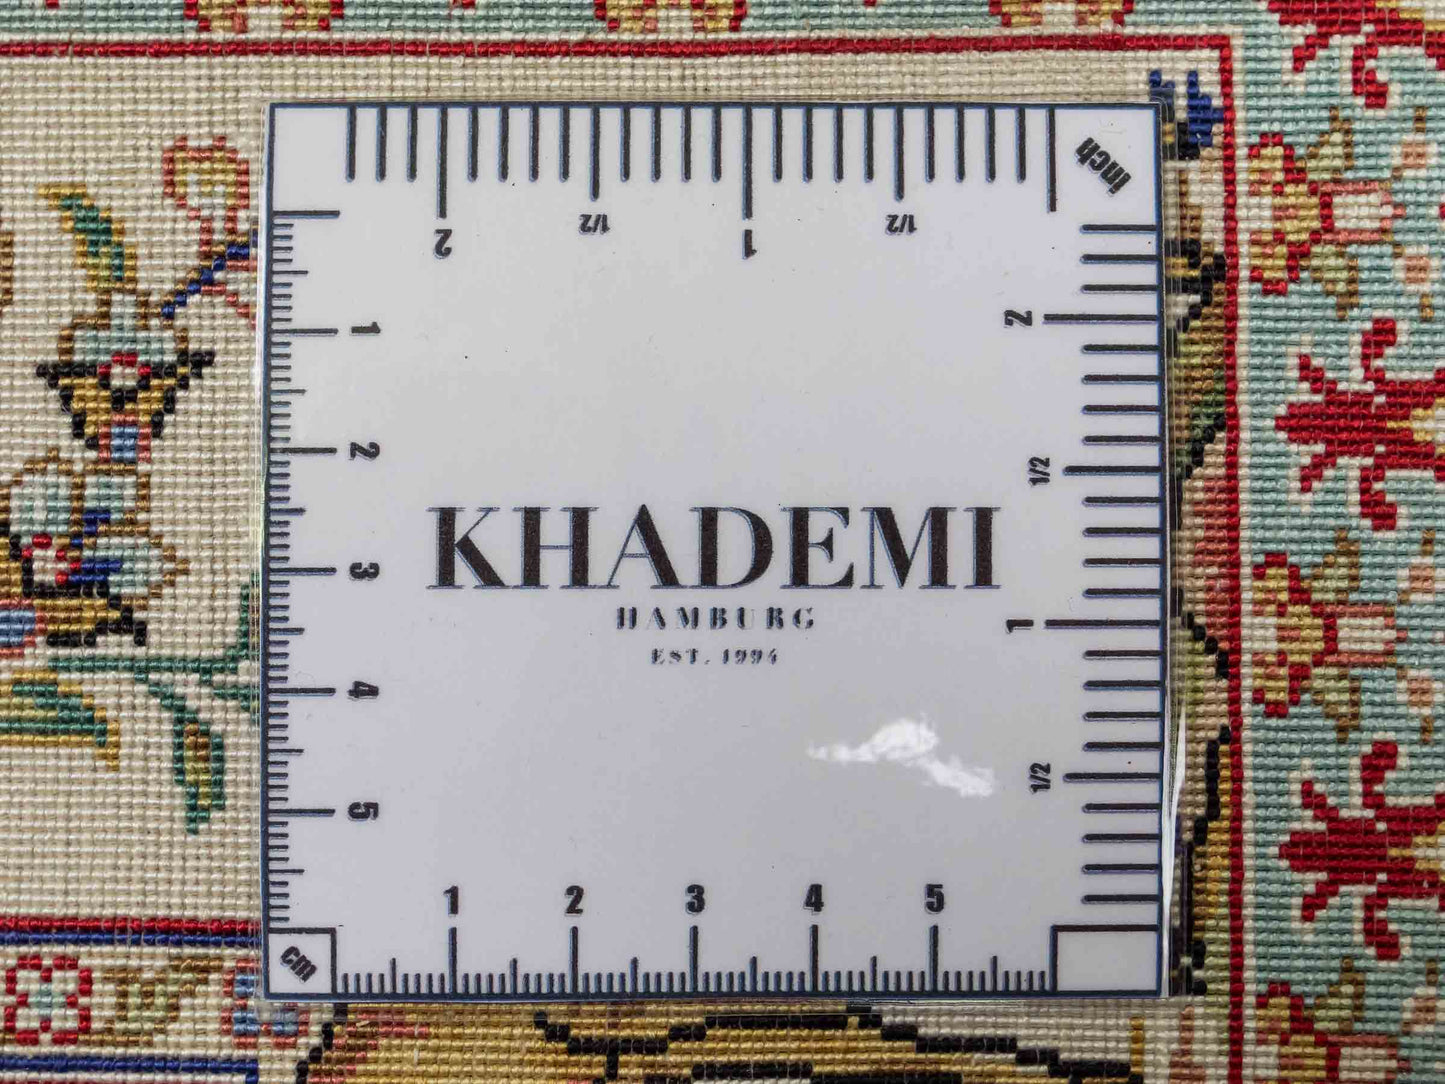 inch
2 1/2 1 1/2
1
2
3
4
5
2
1/2
1
1/2
KHADEMI
HAMBURG
EST. 1994
1 2 3 4 5
cm